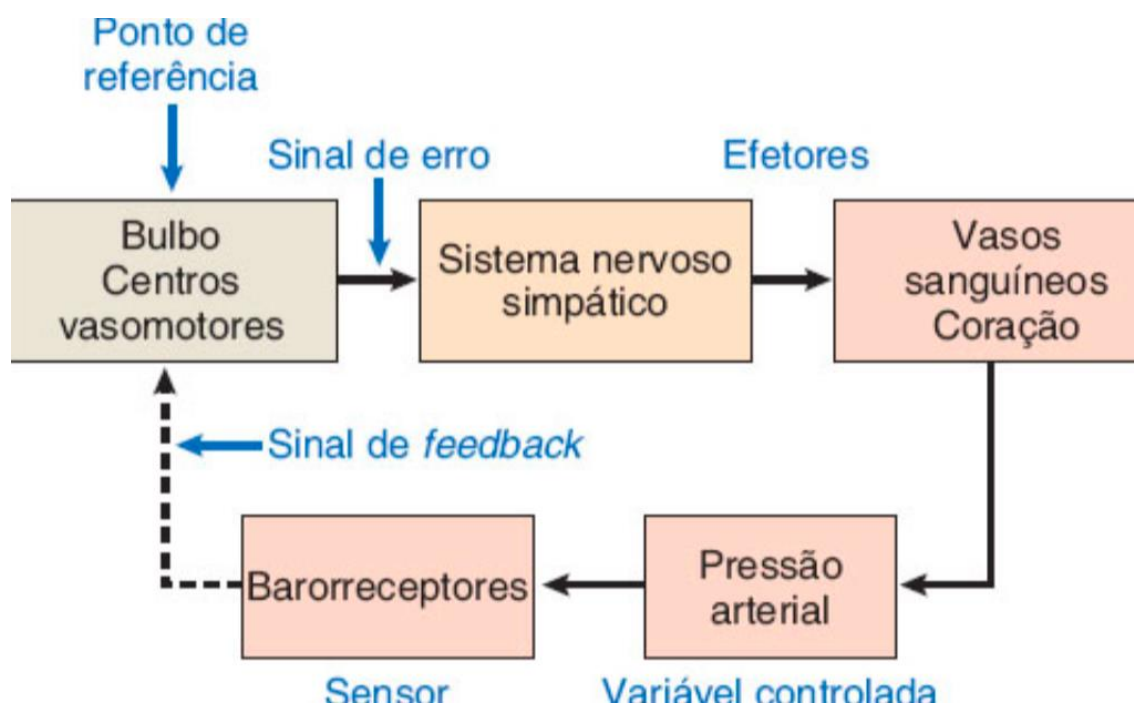 Ponto de
referência
Sinal de erro
Efetores
Bulbo
Centros
vasomotores
Sistema nervoso
simpático
Vasos
sanguíneos
Coração
Sinal de feedback
Barorreceptores
Pressão
arterial
Sensor
Variável controlada